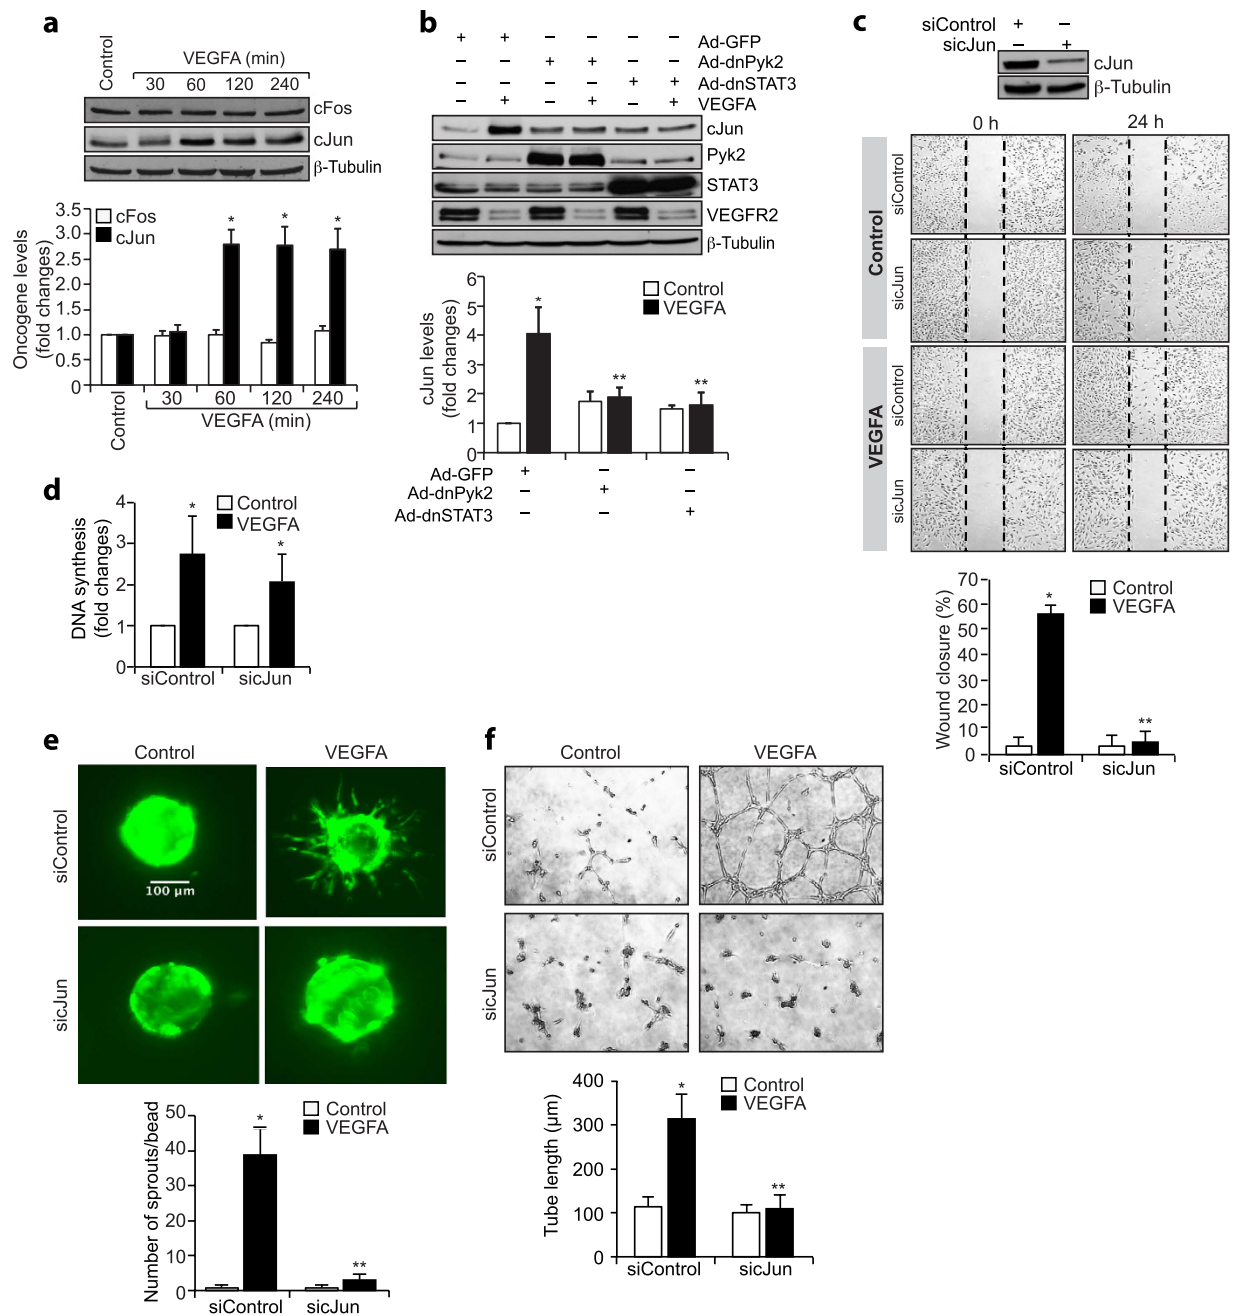 a
Control
VEGFA (min)
30 60 120 240
cFos
cJun
β-Tubulin
Oncogene levels
(fold changes)
3.5
3.0
2.5
2.0
1.5
1.0
0.5
0
cFos
cJun
* * *
Control
30 60 120 240
VEGFA (min)
b
+ + − − − − Ad-GFP
− − + + − − Ad-dnPyk2
− − − − + + Ad-dnSTAT3
− + − + − + VEGFA
cJun
Pyk2
STAT3
VEGFR2
β-Tubulin
cJun levels
(fold changes)
6
5
4
3
2
1
0
Control
VEGFA
*
** **
Ad-GFP + − −
Ad-dnPyk2 − + −
Ad-dnSTAT3 − − +
c
siControl + −
sicJun − +
cJun
β-Tubulin
0 h 24 h
Control
siControl
sicJun
VEGFA
siControl
sicJun
Wound closure (%)
70
60
50
40
30
20
10
0
Control
VEGFA
*
**
siControl sicJun
d
DNA synthesis
(fold changes)
4
3
2
1
0
Control
VEGFA
*
*
siControl sicJun
e
Control VEGFA
siControl
100 μm
sicJun
Number of sprouts/bead
50
40
30
20
10
0
Control
VEGFA
*
**
siControl sicJun
f
Control VEGFA
siControl
sicJun
Tube length (μm)
400
300
200
100
0
Control
VEGFA
*
**
siControl sicJun